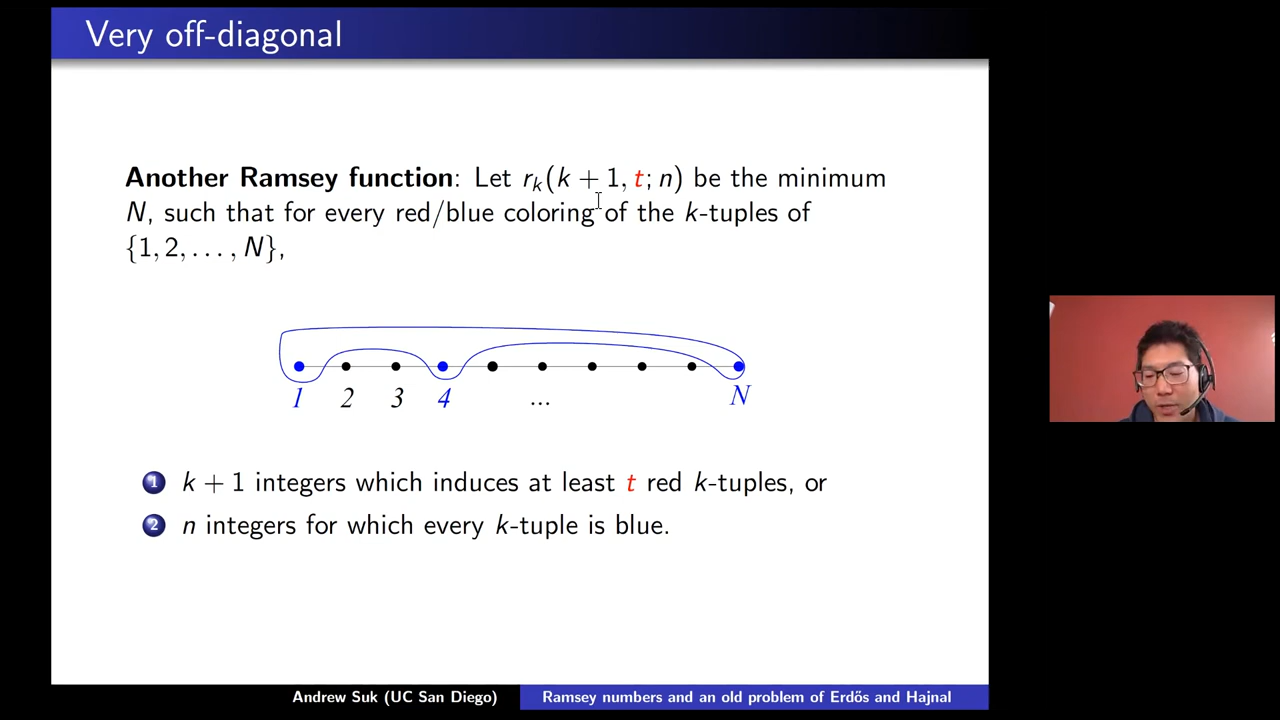 Very off-diagonal
Another Ramsey function: Let r_k(k + 1, t; n) be the minimum
N, such that for every red/blue coloring of the k-tuples of
{1, 2, . . . , N},
1 2 3 4 ... N
1 k + 1 integers which induces at least t red k-tuples, or
2 n integers for which every k-tuple is blue.
Andrew Suk (UC San Diego) Ramsey numbers and an old problem of Erdős and Hajnal